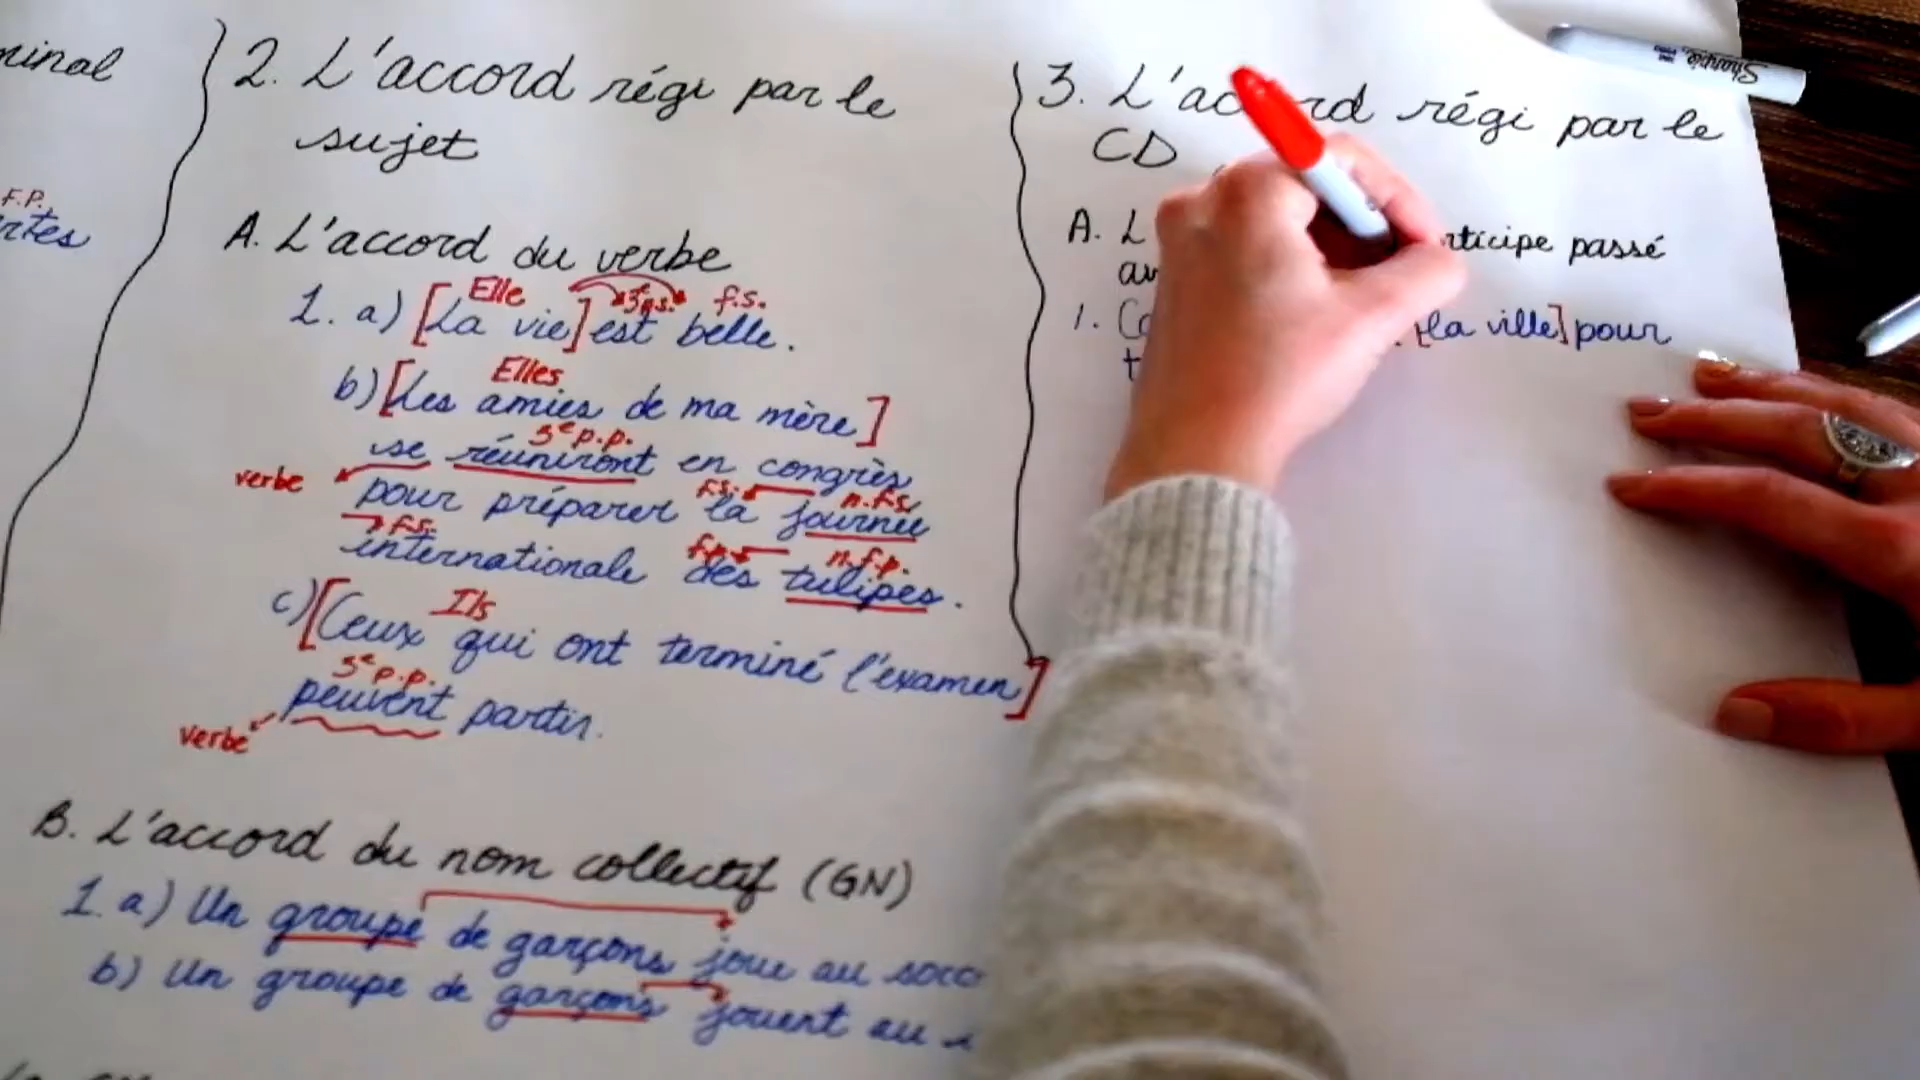 2. L'accord régi par le
sujet
A. L'accord du verbe
Elle 3e p.s. f.s.
1. a) [La vie] est belle.
Elles
b) [Les amies de ma mère]
3e p.p.
se réuniront en congrès
verbe
f.s. n.f.s.
pour préparer la journée
f.s. f.p. n.f.p.
internationale des tulipes.
Ils
c) [Ceux qui ont terminé l'examen]
3e p.p.
peuvent partir.
verbe
B. L'accord du nom collectif (GN)
1. a) Un groupe de garçons joue au
b) Un groupe de garçons jouent au
3. L' régi par le
CD
A. passé
1. [la ville] pour
F.P.
Sharpie